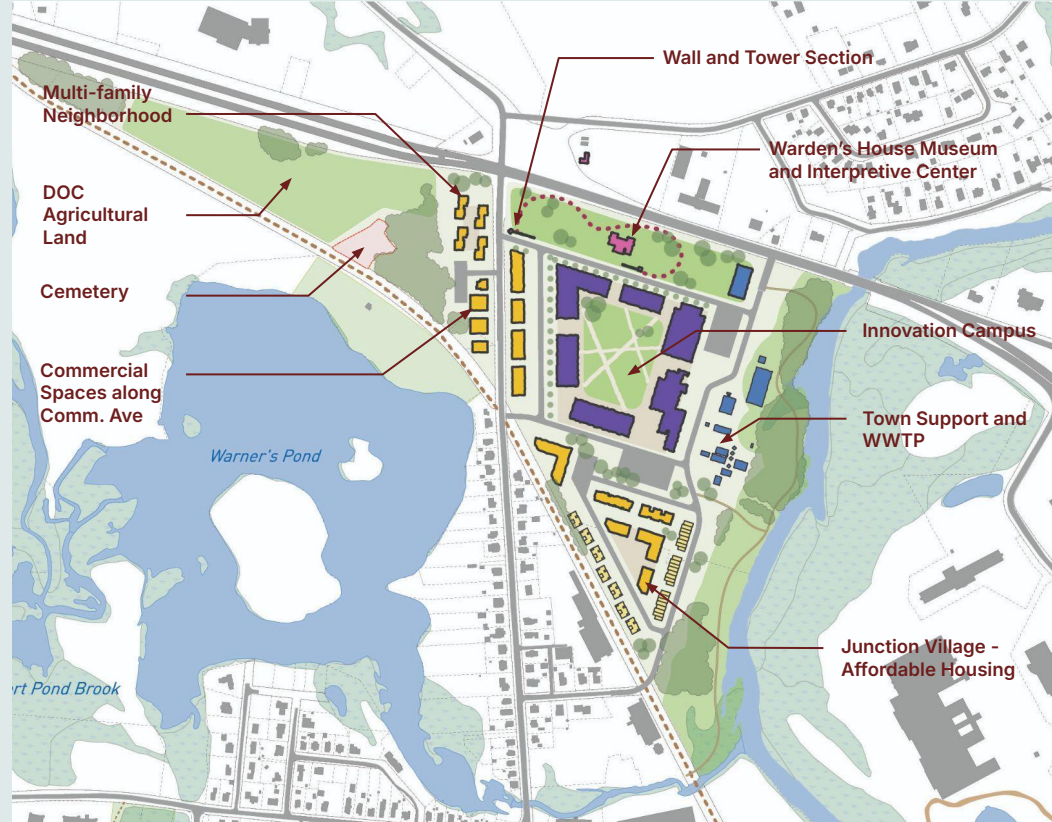 Wall and Tower Section
Multi-family
Neighborhood
Warden's House Museum
and Interpretive Center
DOC
Agricultural
Land
Cemetery
Innovation Campus
Commercial
Spaces along
Comm. Ave
Town Support and
WWTP
Warner's Pond
Junction Village -
Affordable Housing
rt Pond Brook